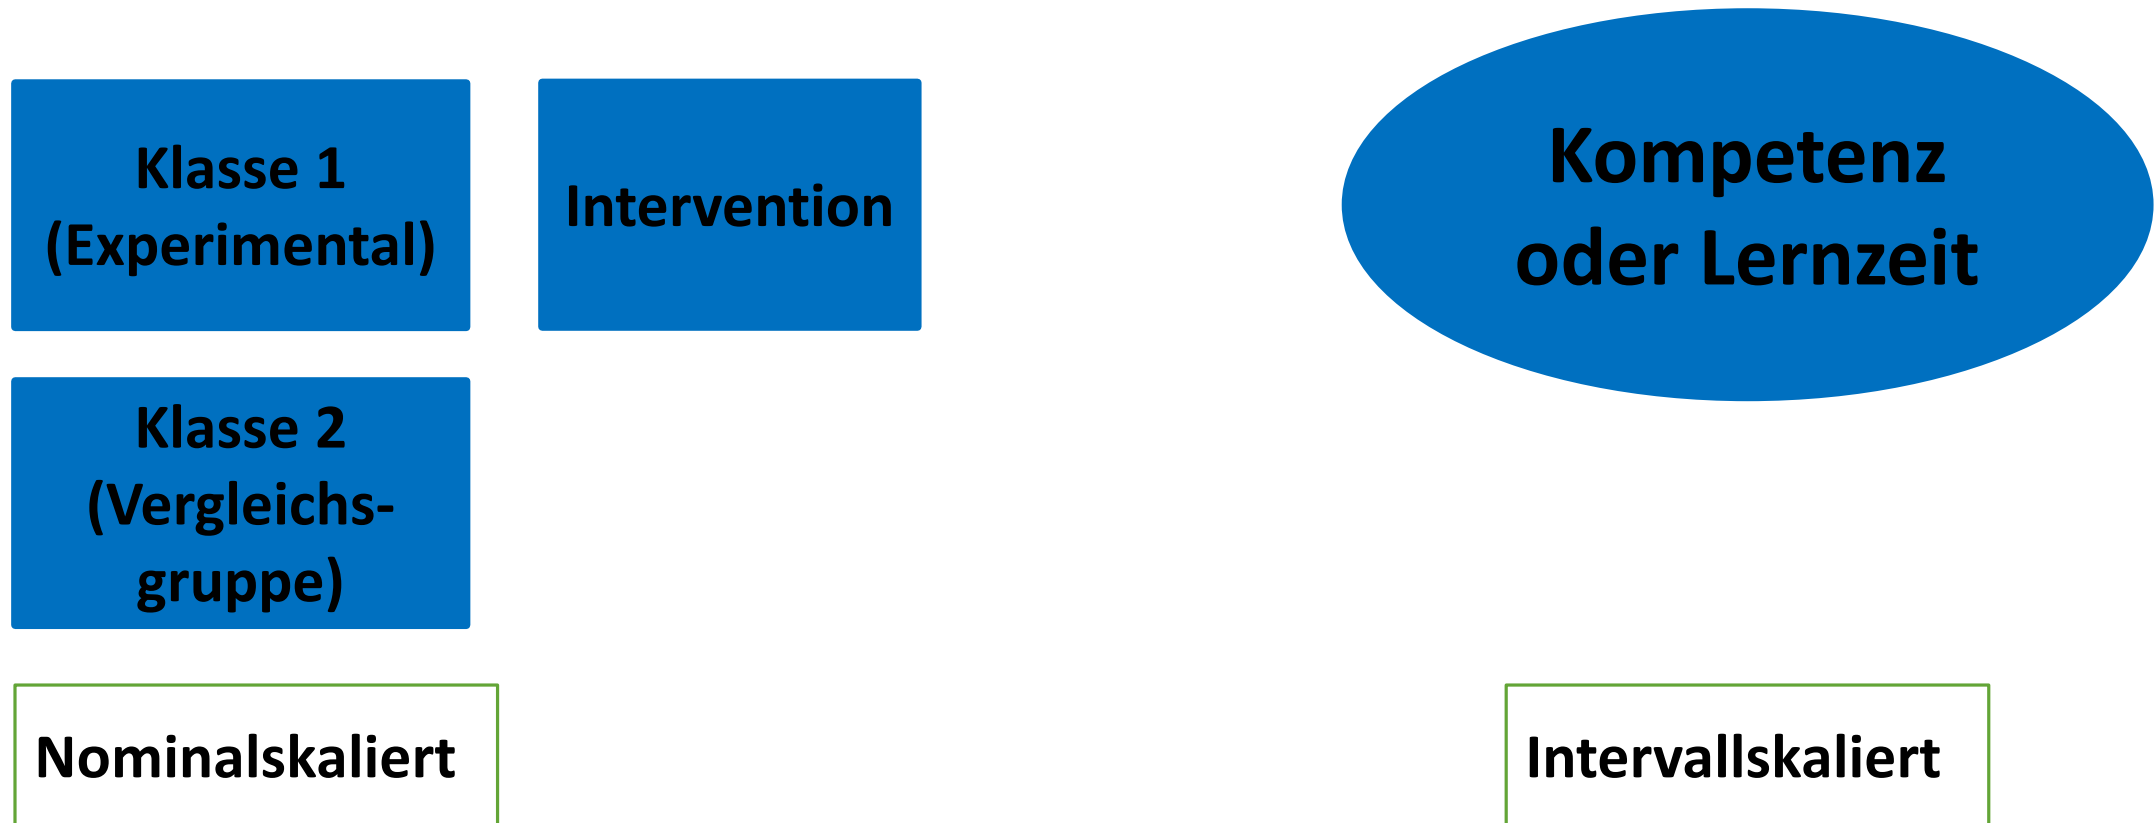 Klasse 1
(Experimental)
Intervention
Kompetenz
oder Lernzeit
Klasse 2
(Vergleichs-
gruppe)
Nominalskaliert
Intervallskaliert